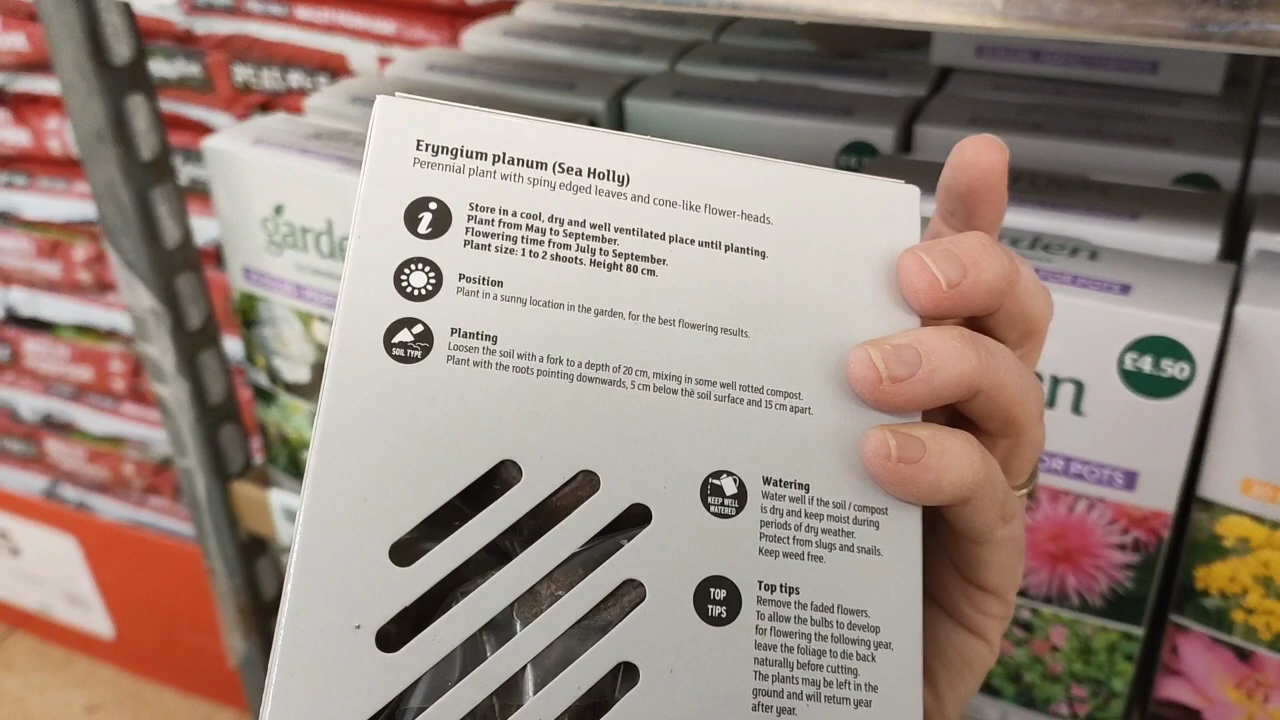 Eryngium planum (Sea Holly)
Perennial plant with spiny edged leaves and cone-like flower-heads.
i
Store in a cool, dry and well ventilated place until planting.
Plant from May to September.
Flowering time from July to September.
Plant size: 1 to 2 shoots. Height 80 cm.
Position
Plant in a sunny location in the garden, for the best flowering results.
SOIL TYPE
Planting
Loosen the soil with a fork to a depth of 20 cm, mixing in some well rotted compost.
Plant with the roots pointing downwards, 5 cm below the soil surface and 15 cm apart.
KEEP WELL
WATERED
Watering
Water well if the soil / compost
is dry and keep moist during
periods of dry weather.
Protect from slugs and snails.
Keep weed free.
TOP
TIPS
Top tips
Remove the faded flowers.
To allow the bulbs to develop
for flowering the following year,
leave the foliage to die back
naturally before cutting.
The plants may be left in the
ground and will return year
after year.
garde
rden
FOR POTS
£4.50
en
FOR POTS